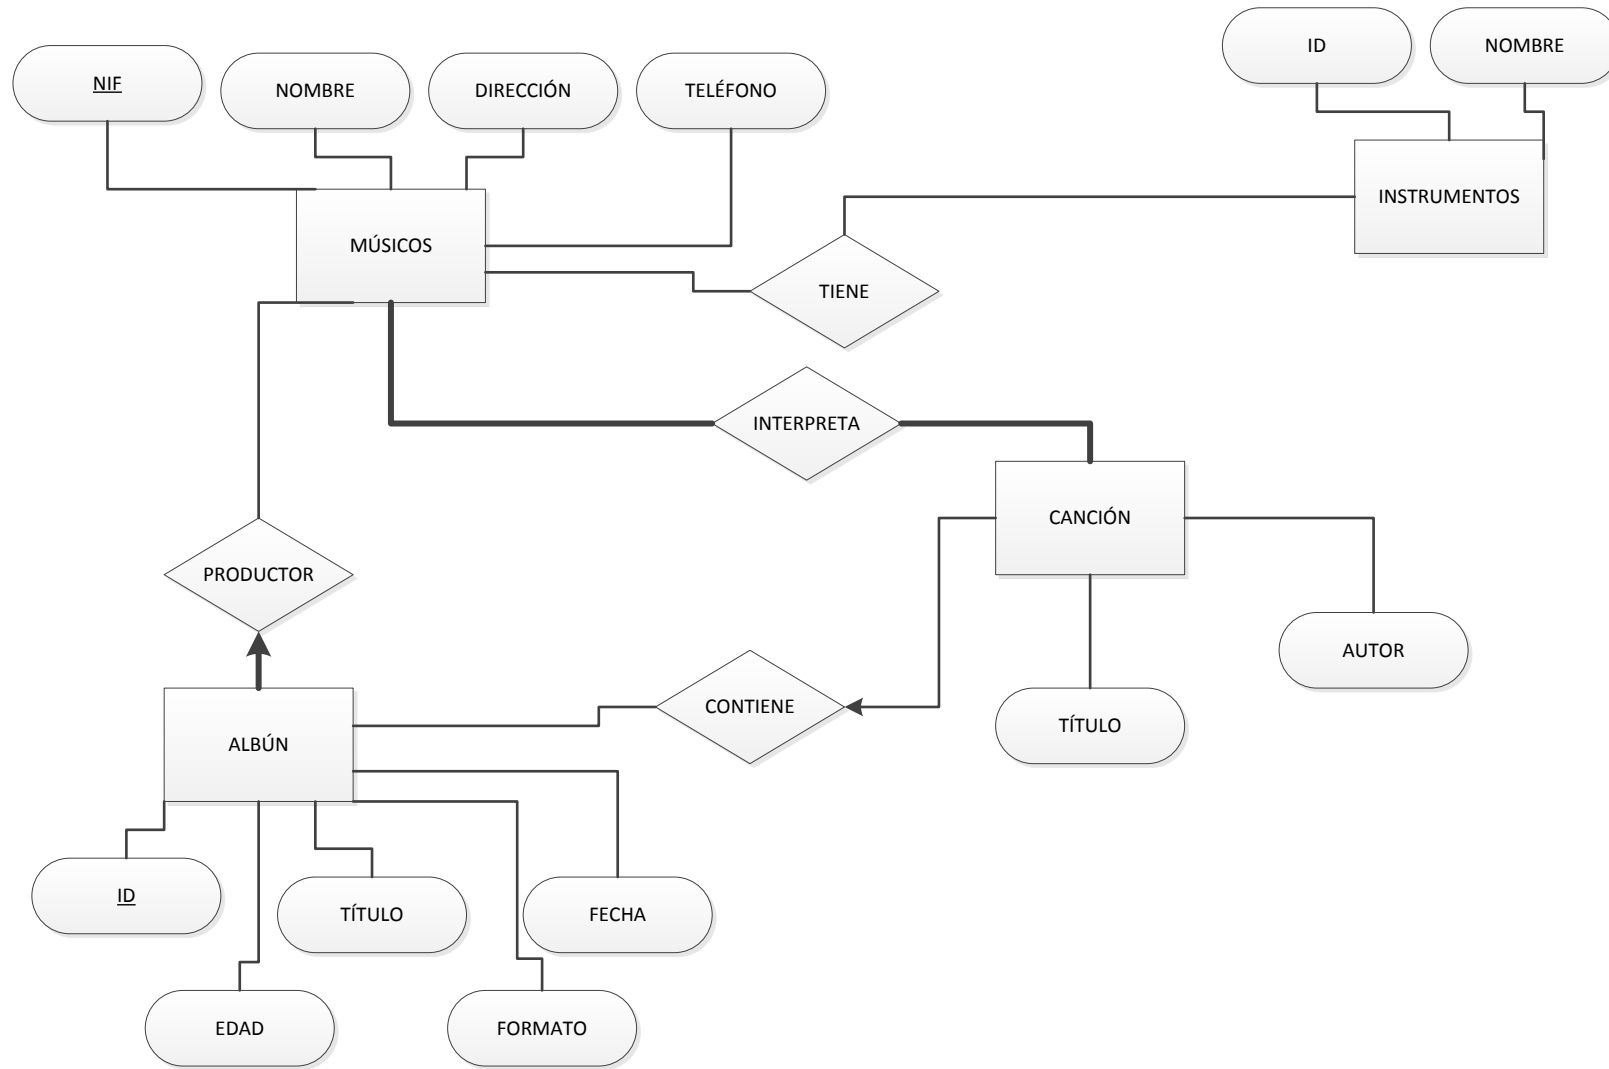 ID
NOMBRE
NIF
NOMBRE
DIRECCIÓN
TELÉFONO
INSTRUMENTOS
MÚSICOS
TIENE
INTERPRETA
CANCIÓN
PRODUCTOR
AUTOR
CONTIENE
TÍTULO
ALBÚN
ID
TÍTULO
FECHA
EDAD
FORMATO